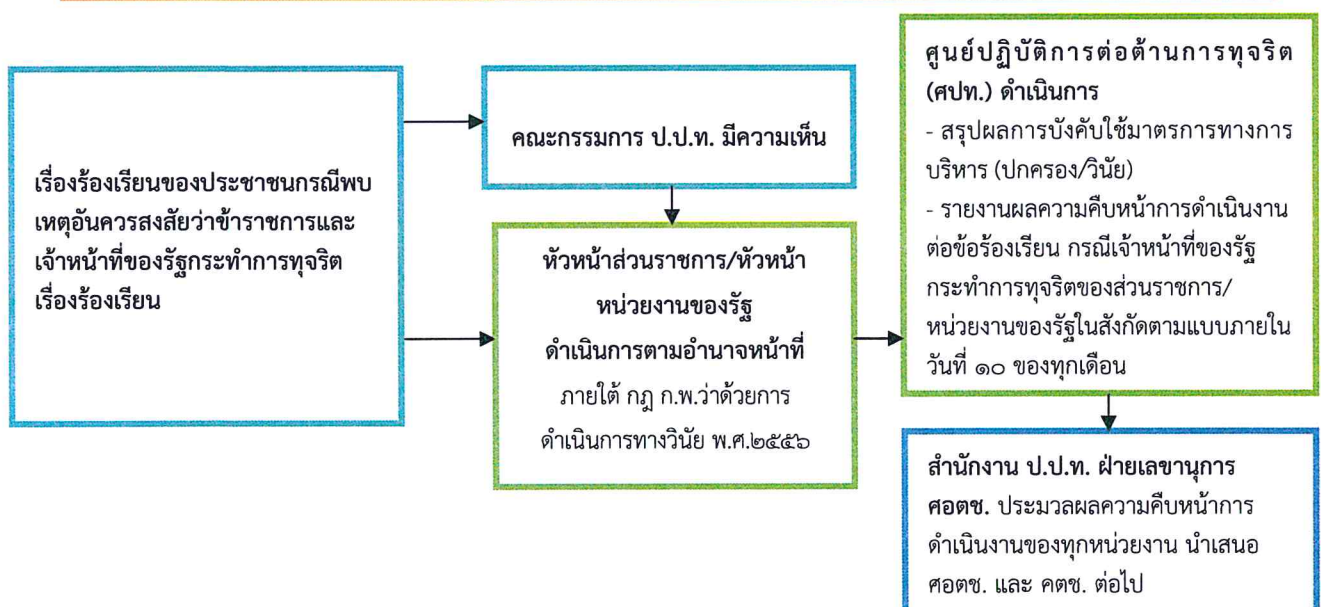 เรื่องร้องเรียนของประชาชนกรณีพบ
เหตุอันควรสงสัยว่าข้าราชการและ
เจ้าหน้าที่ของรัฐกระทำการทุจริต
เรื่องร้องเรียน
คณะกรรมการ ป.ป.ท. มีความเห็น
หัวหน้าส่วนราชการ/หัวหน้า
หน่วยงานของรัฐ
ดำเนินการตามอำนาจหน้าที่
ภายใต้ กฎ ก.พ.ว่าด้วยการ
ดำเนินการทางวินัย พ.ศ.๒๕๕๖
ศูนย์ปฏิบัติการต่อต้านการทุจริต
(ศปท.) ดำเนินการ
- สรุปผลการบังคับใช้มาตรการทางการ
บริหาร (ปกครอง/วินัย)
- รายงานผลความคืบหน้าการดำเนินงาน
ต่อข้อร้องเรียน กรณีเจ้าหน้าที่ของรัฐ
กระทำการทุจริตของส่วนราชการ/
หน่วยงานของรัฐในสังกัดตามแบบภายใน
วันที่ ๑๐ ของทุกเดือน
สำนักงาน ป.ป.ท. ฝ่ายเลขานุการ
ศอตช. ประมวลผลความคืบหน้าการ
ดำเนินงานของทุกหน่วยงาน นำเสนอ
ศอตช. และ คตช. ต่อไป